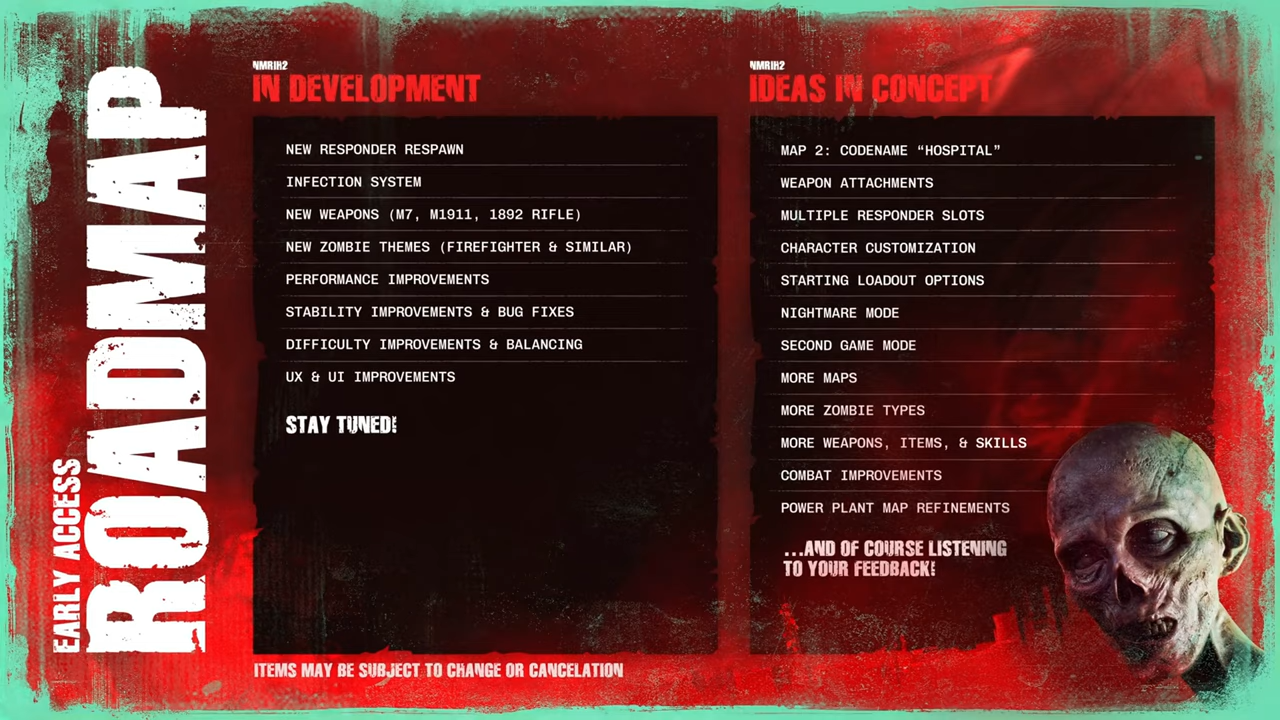 EARLY ACCESS
ROADMAP
NMRIH2
IN DEVELOPMENT
NEW RESPONDER RESPAWN
INFECTION SYSTEM
NEW WEAPONS (M7, M1911, 1892 RIFLE)
NEW ZOMBIE THEMES (FIREFIGHTER & SIMILAR)
PERFORMANCE IMPROVEMENTS
STABILITY IMPROVEMENTS & BUG FIXES
DIFFICULTY IMPROVEMENTS & BALANCING
UX & UI IMPROVEMENTS
STAY TUNED!
NMRIH2
IDEAS IN CONCEPT
MAP 2: CODENAME “HOSPITAL”
WEAPON ATTACHMENTS
MULTIPLE RESPONDER SLOTS
CHARACTER CUSTOMIZATION
STARTING LOADOUT OPTIONS
NIGHTMARE MODE
SECOND GAME MODE
MORE MAPS
MORE ZOMBIE TYPES
MORE WEAPONS, ITEMS, & SKILLS
COMBAT IMPROVEMENTS
POWER PLANT MAP REFINEMENTS
...AND OF COURSE LISTENING
TO YOUR FEEDBACK!
ITEMS MAY BE SUBJECT TO CHANGE OR CANCELATION